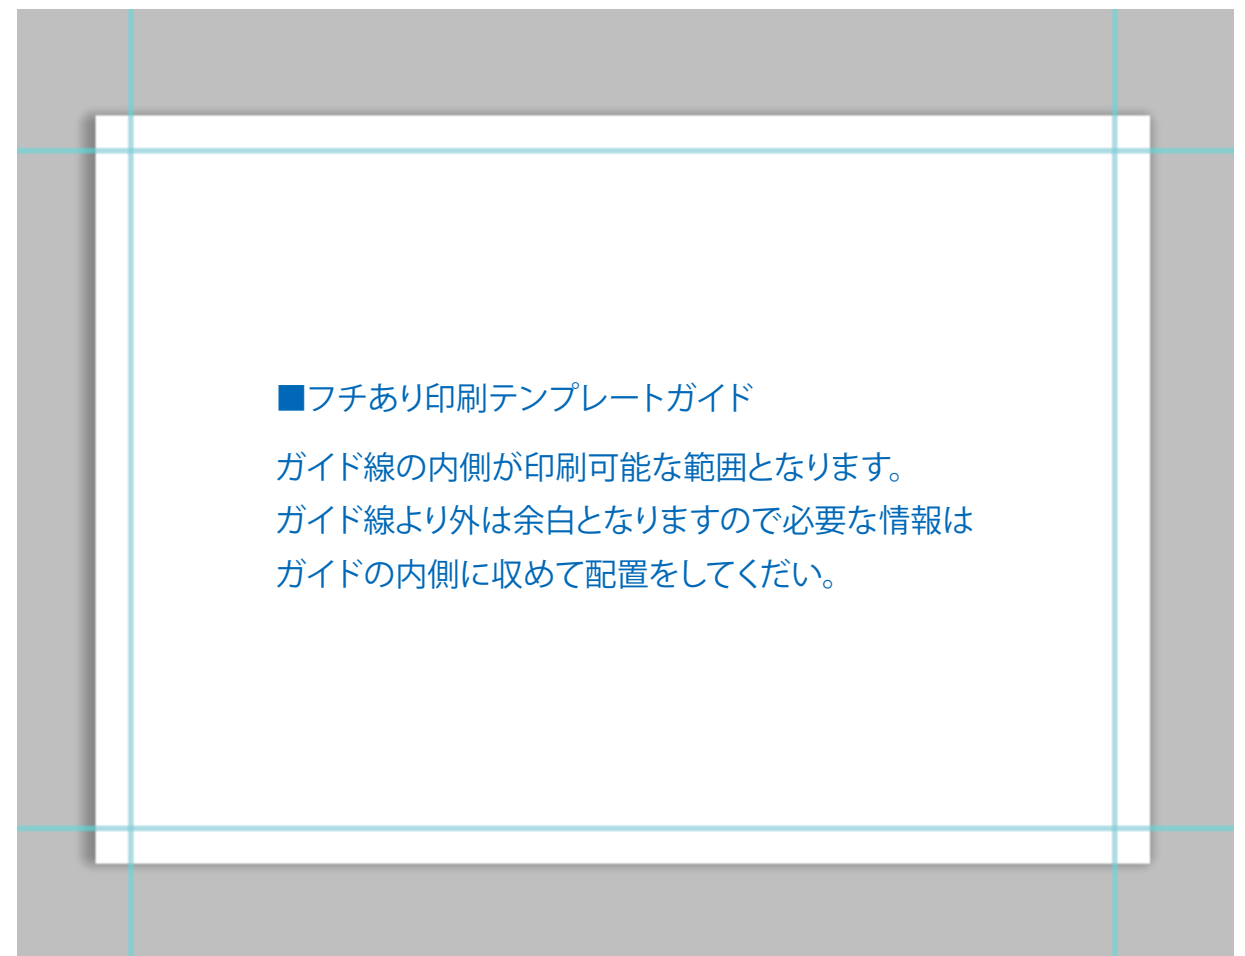 ■フチあり印刷テンプレートガイド
ガイド線の内側が印刷可能な範囲となります。
ガイド線より外は余白となりますので必要な情報は
ガイドの内側に収めて配置をしてくだい。